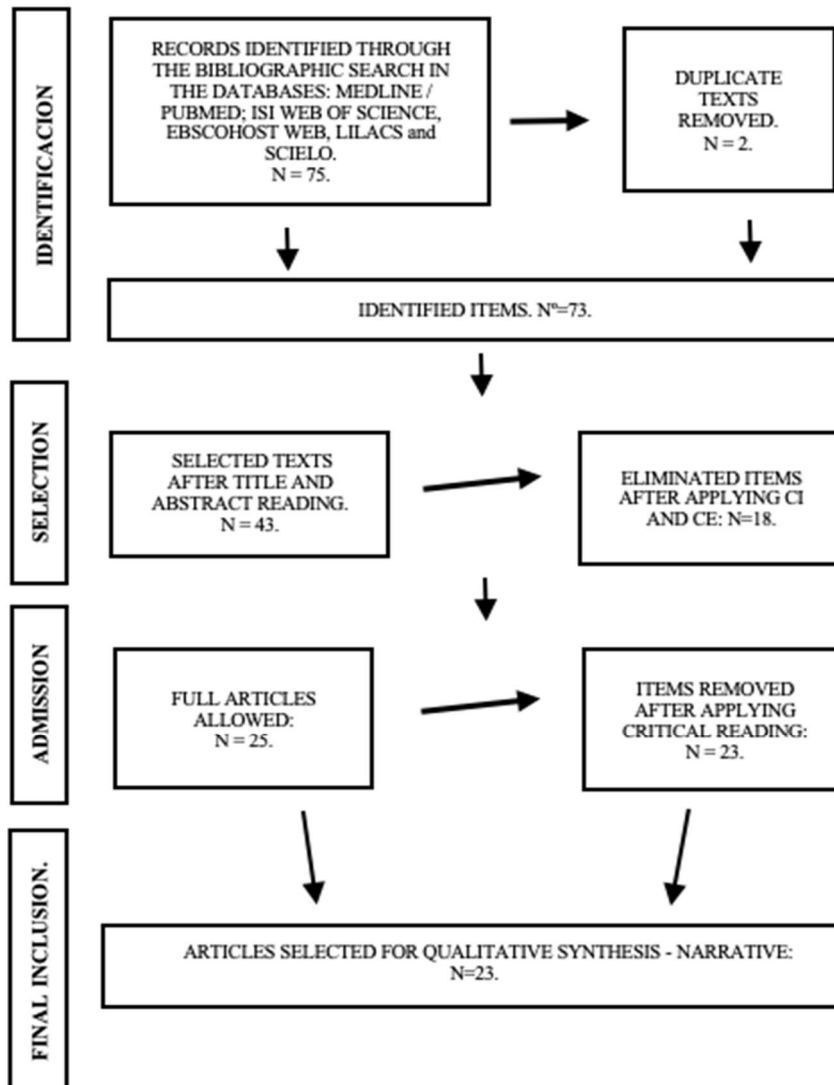 IDENTIFICACION
RECORDS IDENTIFIED THROUGH
THE BIBLIOGRAPHIC SEARCH IN
THE DATABASES: MEDLINE /
PUBMED; ISI WEB OF SCIENCE,
EBSCOHOST WEB, LILACS and
SCIELO.
N = 75.
DUPLICATE
TEXTS
REMOVED.
N = 2.
IDENTIFIED ITEMS. Nº=73.
SELECTION
SELECTED TEXTS
AFTER TITLE AND
ABSTRACT READING.
N = 43.
ELIMINATED ITEMS
AFTER APPLYING CI
AND CE: N=18.
ADMISSION
FULL ARTICLES
ALLOWED:
N = 25.
ITEMS REMOVED
AFTER APPLYING
CRITICAL READING:
N = 23.
FINAL INCLUSION.
ARTICLES SELECTED FOR QUALITATIVE SYNTHESIS - NARRATIVE:
N=23.